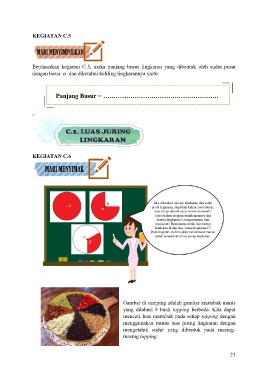 KEGIATAN C.5
MARI MENYIMPULKAN
Berdasarkan kegiatan C.3, maka panjang busur lingkaran yang dibentuk oleh sudut pusat
dengan besar α dan diketahui keliling lingkarannya yaitu:
Panjang Busur = ……………………………………………
C.2. LUAS JURING
LINGKARAN
KEGIATAN C.6
MARI MENYIMAK
Gambar di samping adalah gambar martabak manis
yang ditaburi 8 buah topping berbeda. Kita dapat
mencari luas martabak pada setiap topping dengan
menggunakan rumus luas juring lingkaran dengan
mengetahui sudut yang dibentuk pada masing-
masing topping.
21